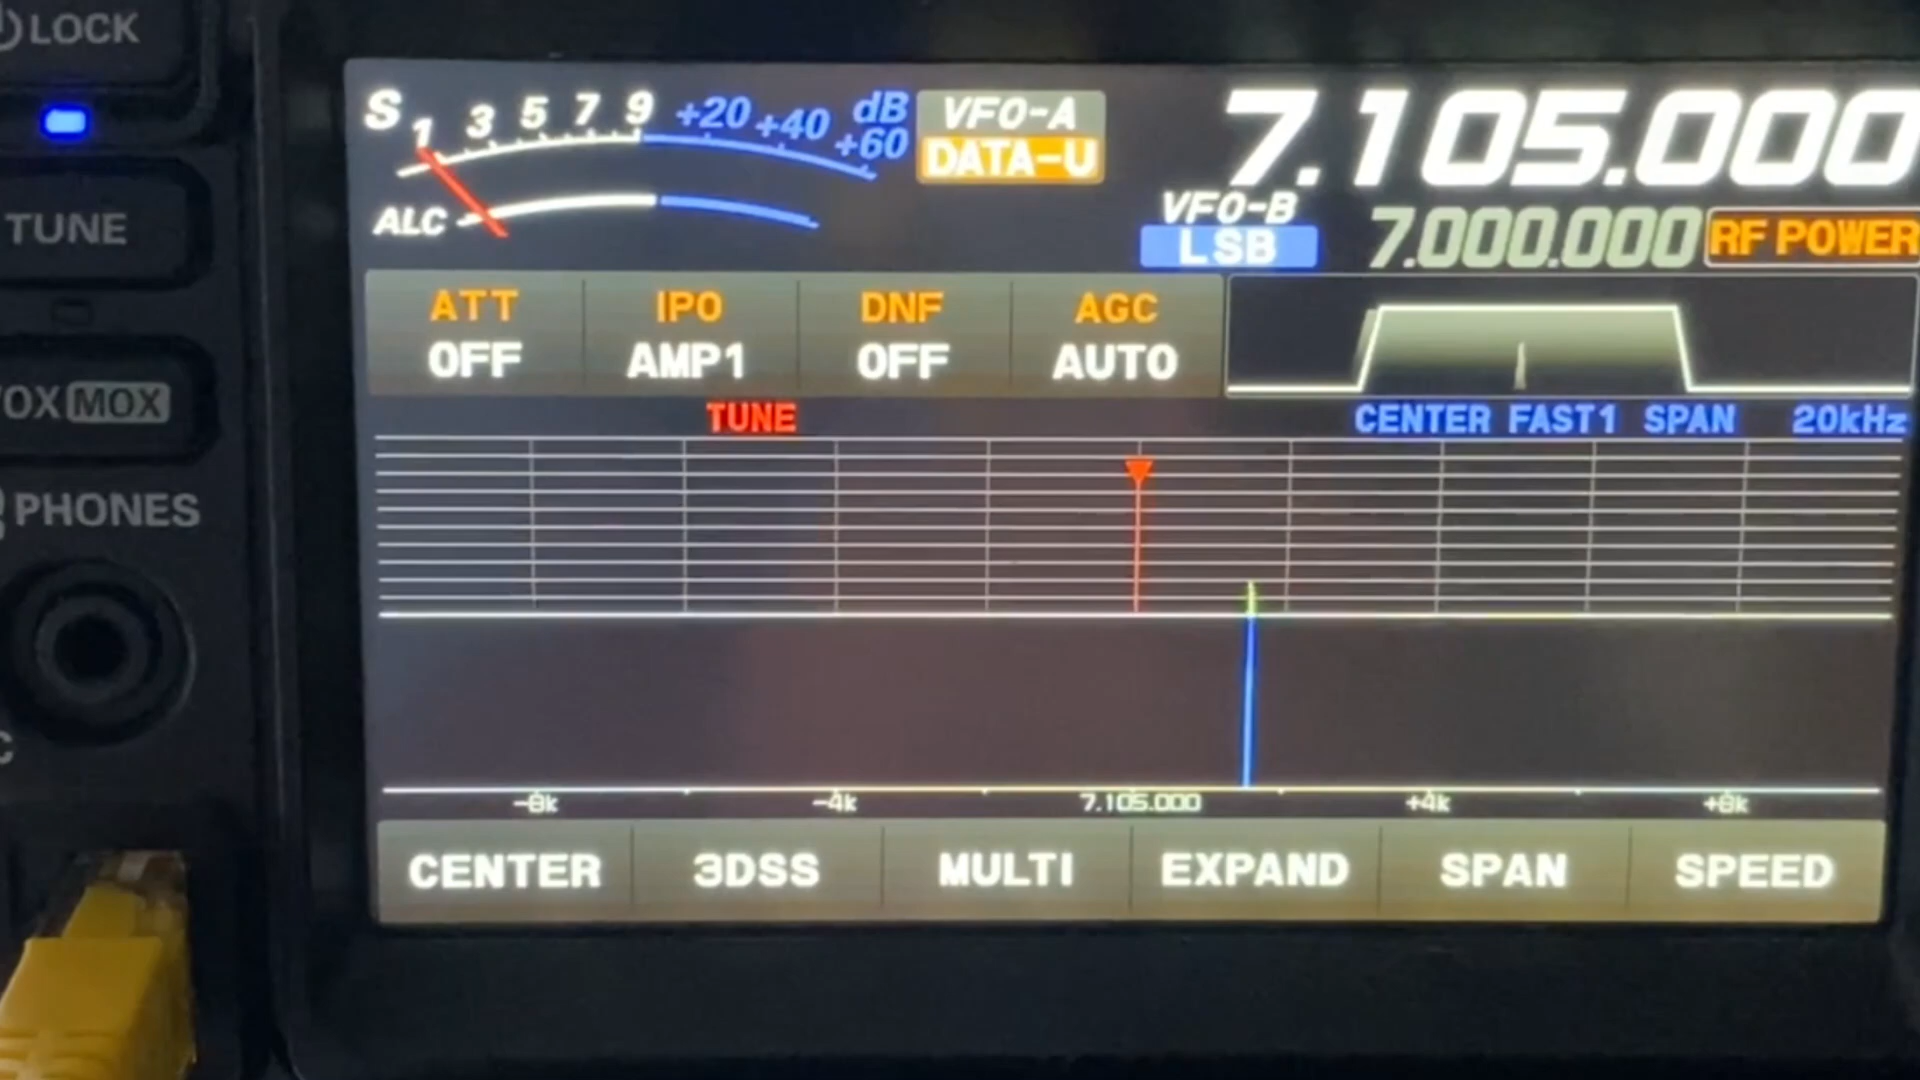 LOCK
S 1 3 5 7 9 +20 +40 +60 dB
VFO-A
DATA-U
7.105.000
TUNE
ALC
VFO-B
LSB
7.000.000
RF POWER
ATT
OFF
IPO
AMP1
DNF
OFF
AGC
AUTO
VOX MOX
TUNE
CENTER FAST1 SPAN 20kHz
PHONES
-8k -4k 7.105.000 +4k +8k
CENTER 3DSS MULTI EXPAND SPAN SPEED